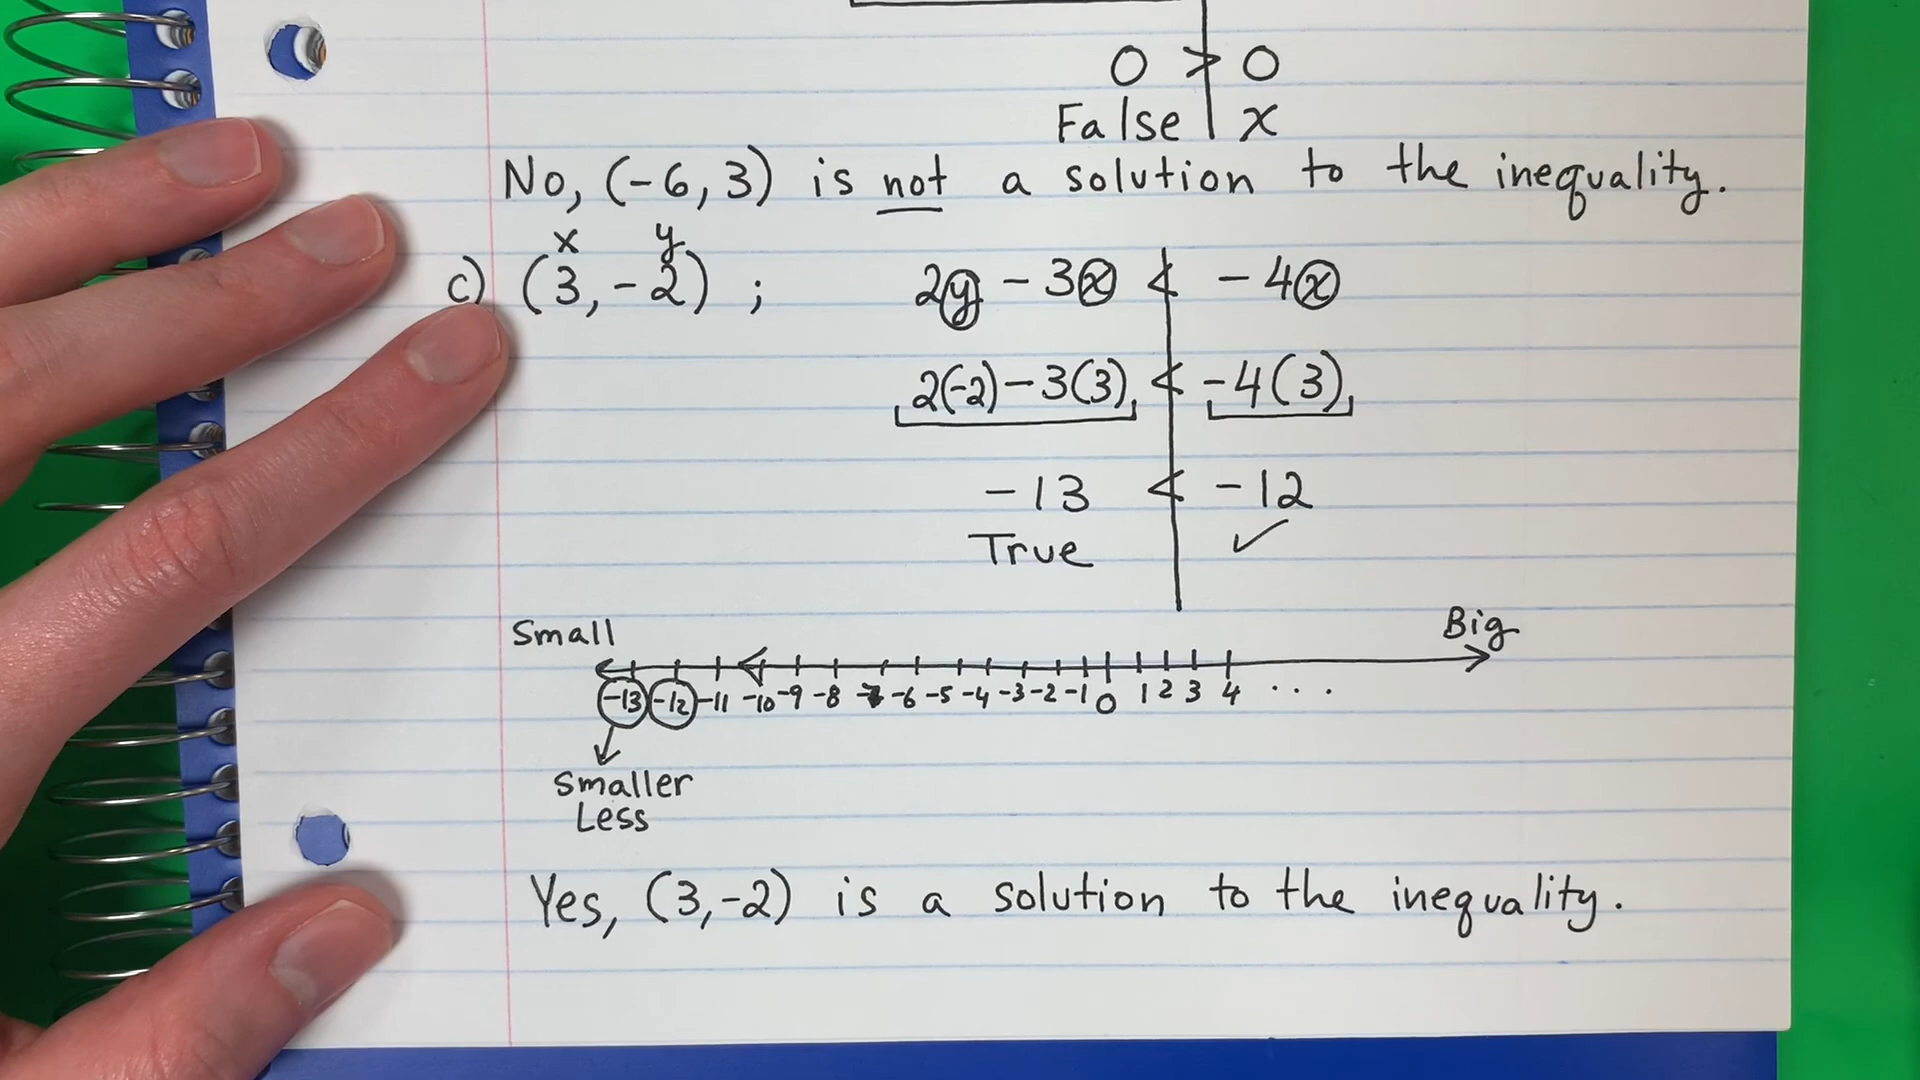 0 > 0
False x
No, (-6, 3) is not a solution to the inequality.
x y
c) (3, -2) ; 2y - 3x < -4x
2(-2) - 3(3) < -4(3)
-13 < -12
True ✓
Small Big
-13 -12 -11 -10 -9 -8 -7 -6 -5 -4 -3 -2 -1 0 1 2 3 4 ...
Smaller
Less
Yes, (3, -2) is a solution to the inequality.